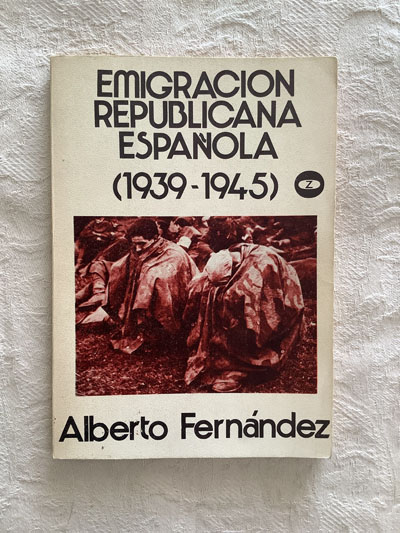 EMIGRACION
REPUBLICANA
ESPAÑOLA
(1939-1945) Z
Alberto Fernández